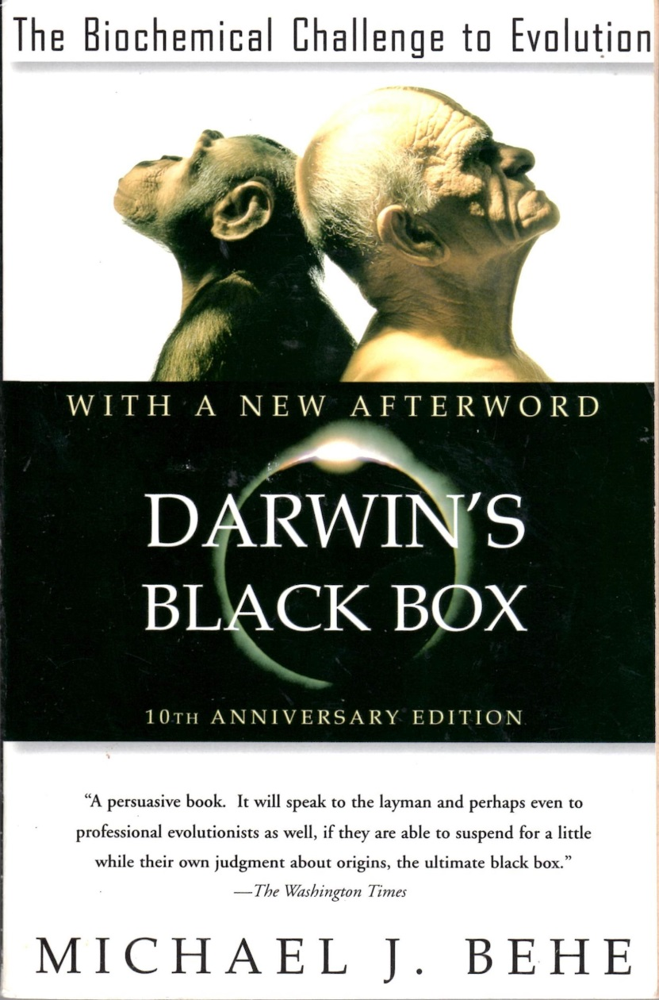 The Biochemical Challenge to Evolution
WITH A NEW AFTERWORD
DARWIN'S
BLACK BOX
10TH ANNIVERSARY EDITION
“A persuasive book. It will speak to the layman and perhaps even to
professional evolutionists as well, if they are able to suspend for a little
while their own judgment about origins, the ultimate black box.”
—The Washington Times
MICHAEL J. BEHE